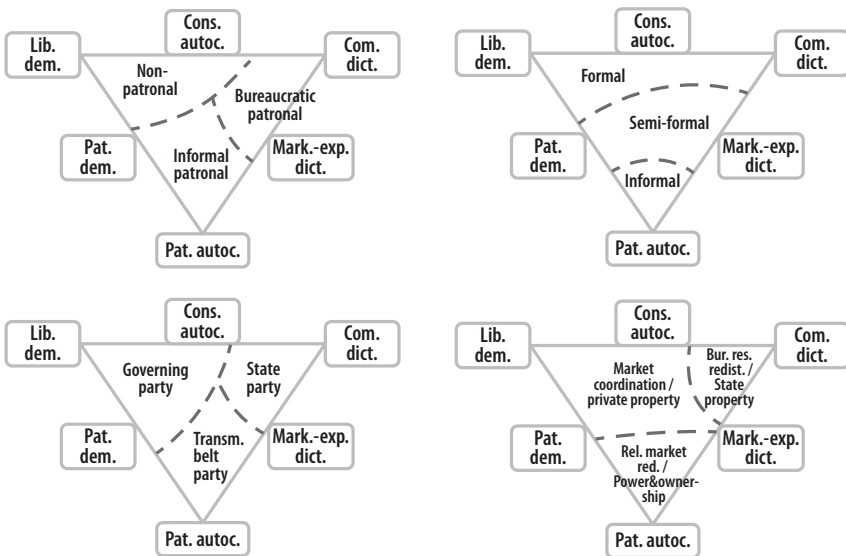 Cons.
autoc.
Lib.
dem.
Com.
dict.
Non-
patronal
Bureaucratic
patronal
Pat.
dem.
Informal
patronal
Mark.-exp.
dict.
Pat. autoc.
Cons.
autoc.
Lib.
dem.
Com.
dict.
Formal
Semi-formal
Pat.
dem.
Mark.-exp.
dict.
Informal
Pat. autoc.
Cons.
autoc.
Lib.
dem.
Com.
dict.
Governing
party
State
party
Pat.
dem.
Transm.
belt
party
Mark.-exp.
dict.
Pat. autoc.
Cons.
autoc.
Lib.
dem.
Com.
dict.
Market
coordination /
private property
Bur. res.
redist. /
State
property
Pat.
dem.
Mark.-exp.
dict.
Rel. market
red. /
Power&owner-
ship
Pat. autoc.